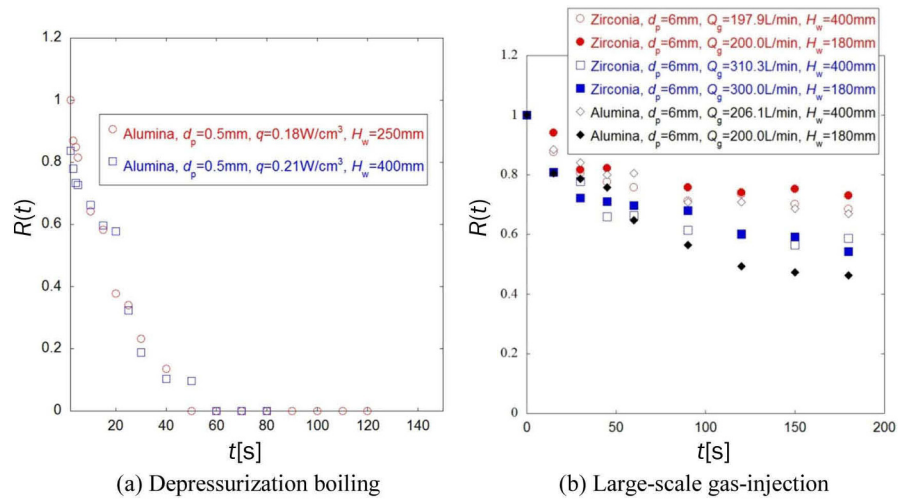 1.2
1
0.8
0.6
0.4
0.2
0
R(t)
Alumina, dp=0.5mm, q=0.18W/cm³, Hw=250mm
Alumina, dp=0.5mm, q=0.21W/cm³, Hw=400mm
20 40 60 80 100 120 140
t[s]
(a) Depressurization boiling
Zirconia, dp=6mm, Qg=197.9L/min, Hw=400mm
Zirconia, dp=6mm, Qg=200.0L/min, Hw=180mm
Zirconia, dp=6mm, Qg=310.3L/min, Hw=400mm
Zirconia, dp=6mm, Qg=300.0L/min, Hw=180mm
Alumina, dp=6mm, Qg=206.1L/min, Hw=400mm
Alumina, dp=6mm, Qg=200.0L/min, Hw=180mm
1.2
1
0.8
0.6
0.4
0.2
0
R(t)
0 50 100 150 200
t[s]
(b) Large-scale gas-injection